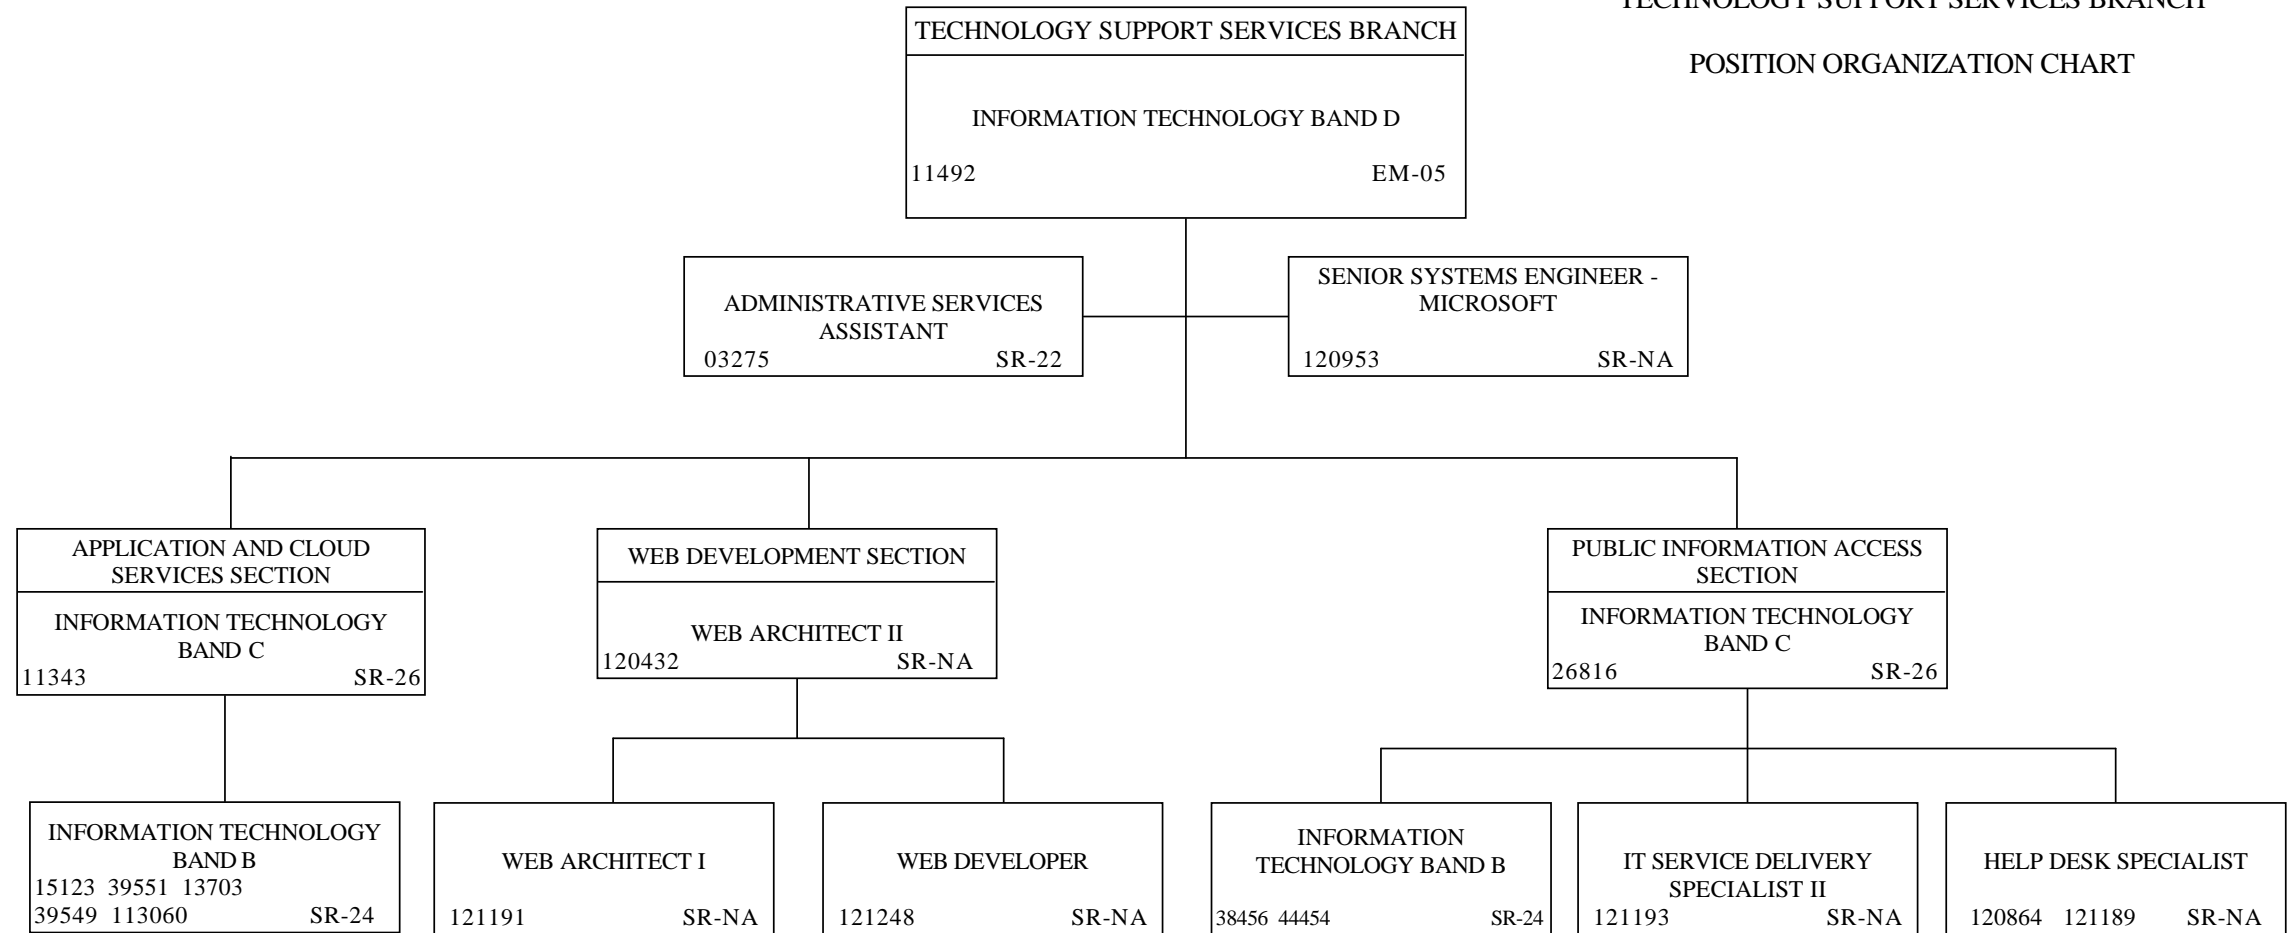 TECHNOLOGY SUPPORT SERVICES BRANCH
POSITION ORGANIZATION CHART
TECHNOLOGY SUPPORT SERVICES BRANCH
INFORMATION TECHNOLOGY BAND D
11492 EM-05
ADMINISTRATIVE SERVICES
ASSISTANT
03275 SR-22
SENIOR SYSTEMS ENGINEER -
MICROSOFT
120953 SR-NA
APPLICATION AND CLOUD
SERVICES SECTION
INFORMATION TECHNOLOGY
BAND C
11343 SR-26
WEB DEVELOPMENT SECTION
WEB ARCHITECT II
120432 SR-NA
PUBLIC INFORMATION ACCESS
SECTION
INFORMATION TECHNOLOGY
BAND C
26816 SR-26
INFORMATION TECHNOLOGY
BAND B
15123 39551 13703
39549 113060 SR-24
WEB ARCHITECT I
121191 SR-NA
WEB DEVELOPER
121248 SR-NA
INFORMATION
TECHNOLOGY BAND B
38456 44454 SR-24
IT SERVICE DELIVERY
SPECIALIST II
121193 SR-NA
HELP DESK SPECIALIST
120864 121189 SR-NA